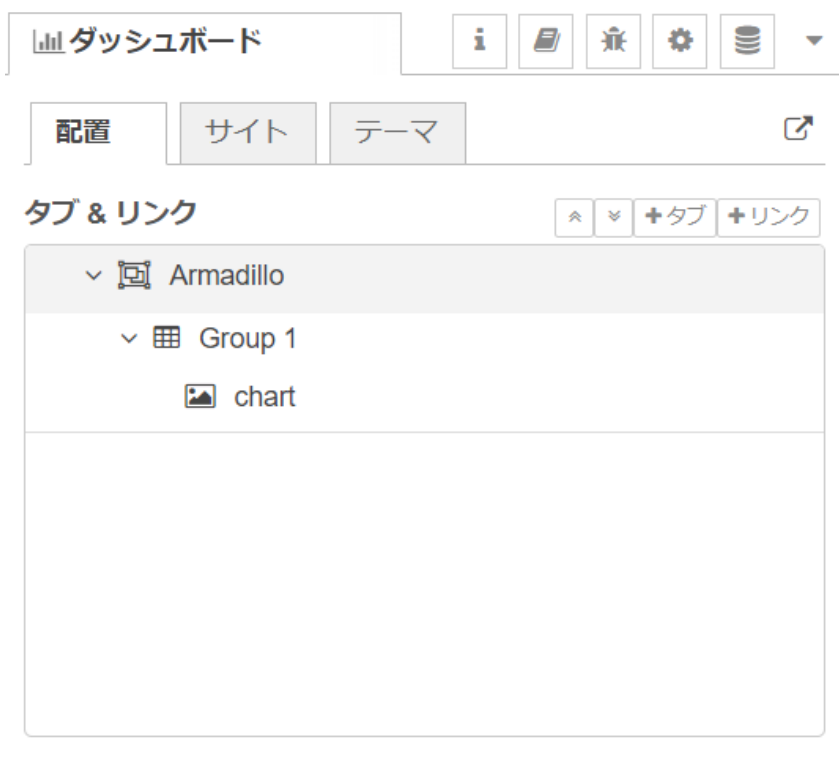 ダッシュボード
配置 サイト テーマ
タブ & リンク +タブ +リンク
Armadillo
Group 1
chart